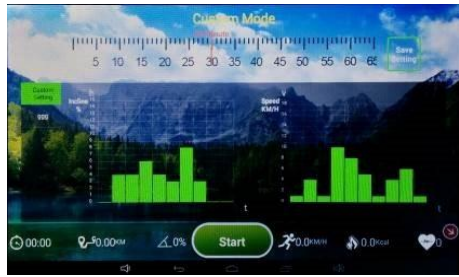 Custom Mode
5 10 15 20 25 30 35 40 45 50 55 60 65
Save
Setting
Custom
Setting
Incline
%
Speed
KM/H
t
t
00:00
0.00KM
0%
Start
0.0KM/H
0.0Kcal
0